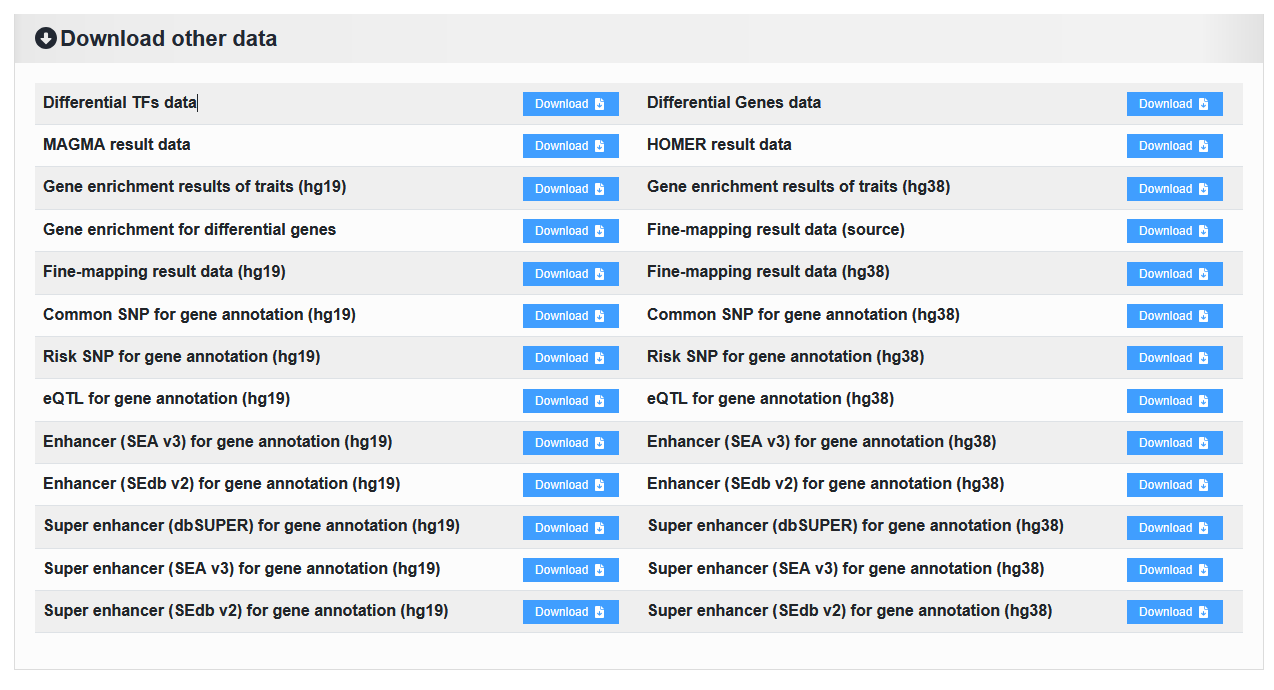 Download other data
Differential TFs data Download Differential Genes data Download
MAGMA result data Download HOMER result data Download
Gene enrichment results of traits (hg19) Download Gene enrichment results of traits (hg38) Download
Gene enrichment for differential genes Download Fine-mapping result data (source) Download
Fine-mapping result data (hg19) Download Fine-mapping result data (hg38) Download
Common SNP for gene annotation (hg19) Download Common SNP for gene annotation (hg38) Download
Risk SNP for gene annotation (hg19) Download Risk SNP for gene annotation (hg38) Download
eQTL for gene annotation (hg19) Download eQTL for gene annotation (hg38) Download
Enhancer (SEA v3) for gene annotation (hg19) Download Enhancer (SEA v3) for gene annotation (hg38) Download
Enhancer (SEdb v2) for gene annotation (hg19) Download Enhancer (SEdb v2) for gene annotation (hg38) Download
Super enhancer (dbSUPER) for gene annotation (hg19) Download Super enhancer (dbSUPER) for gene annotation (hg38) Download
Super enhancer (SEA v3) for gene annotation (hg19) Download Super enhancer (SEA v3) for gene annotation (hg38) Download
Super enhancer (SEdb v2) for gene annotation (hg19) Download Super enhancer (SEdb v2) for gene annotation (hg38) Download